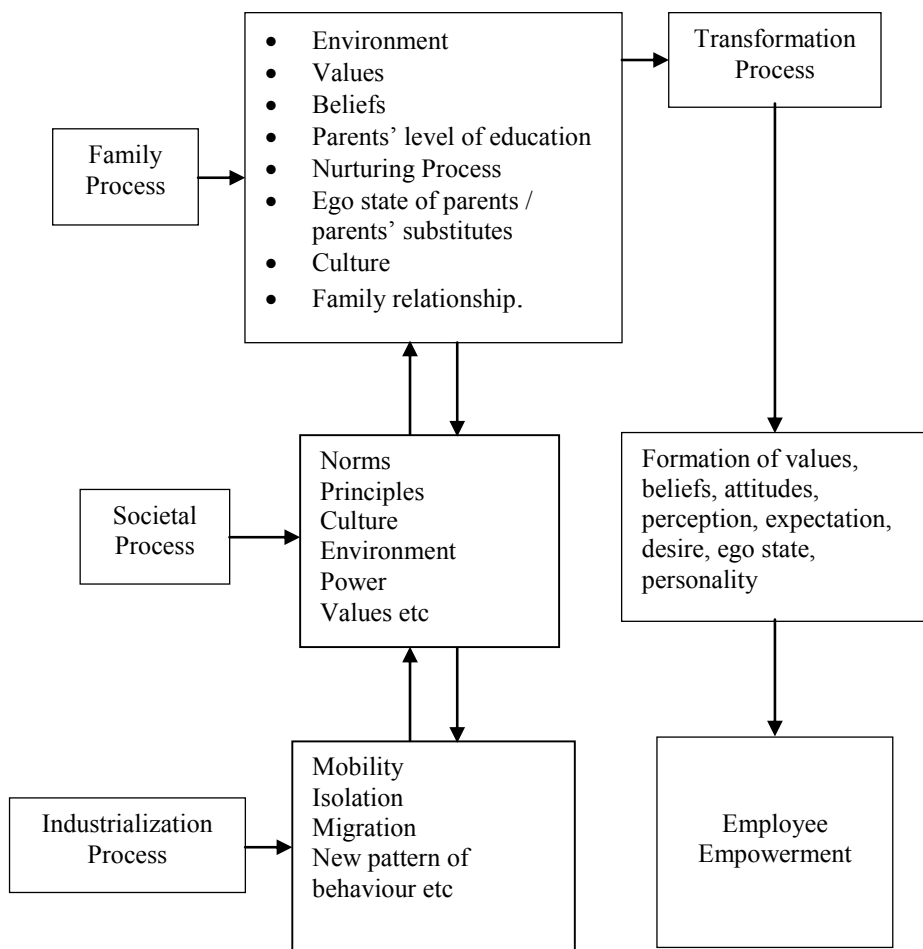 Family
Process
• Environment
• Values
• Beliefs
• Parents’ level of education
• Nurturing Process
• Ego state of parents /
parents’ substitutes
• Culture
• Family relationship.
Transformation
Process
Societal
Process
Norms
Principles
Culture
Environment
Power
Values etc
Formation of values,
beliefs, attitudes,
perception, expectation,
desire, ego state,
personality
Industrialization
Process
Mobility
Isolation
Migration
New pattern of
behaviour etc
Employee
Empowerment